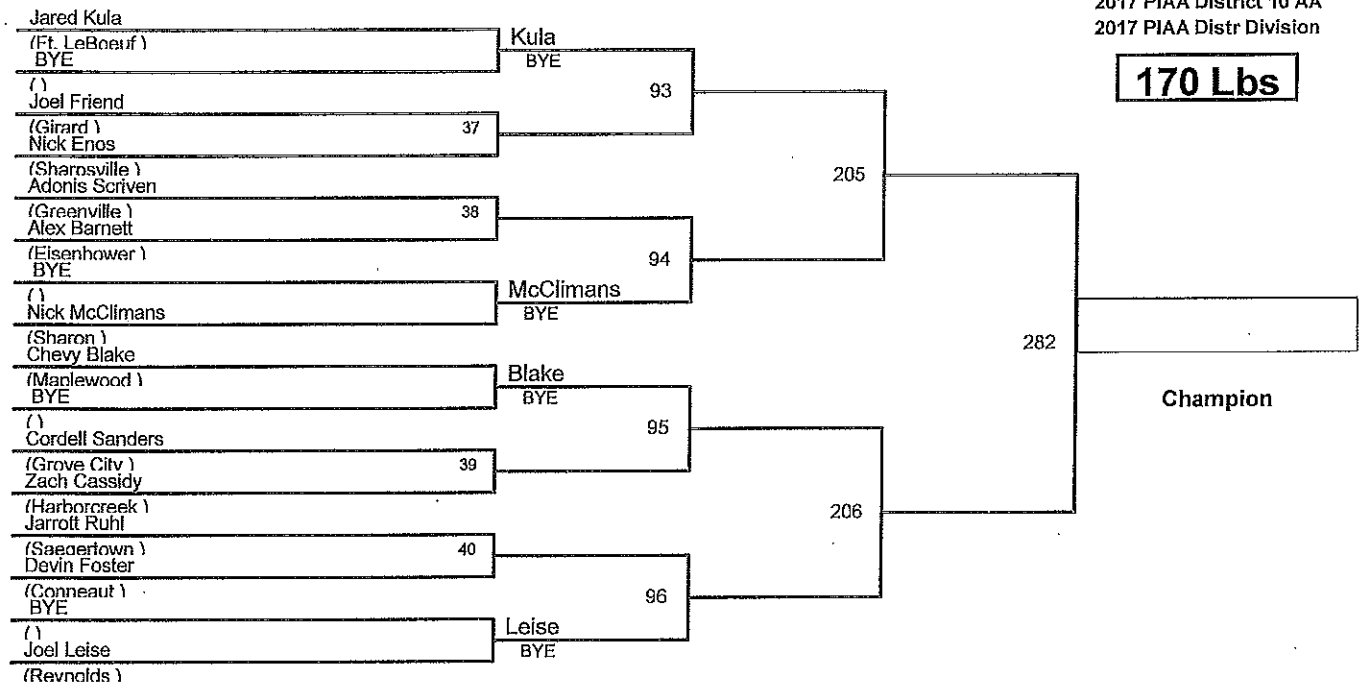 2017 PIAA District 10 AA
2017 PIAA Distr Division
170 Lbs
Jared Kula
(Ft. LeBoeuf )
BYE
( )
Joel Friend
(Girard )
Nick Enos
(Sharpsville )
Adonis Scriven
(Greenville )
Alex Barnett
(Eisenhower )
BYE
( )
Nick McClimans
(Sharon )
Chevy Blake
(Maplewood )
BYE
( )
Cordell Sanders
(Grove City )
Zach Cassidy
(Harborcreek )
Jarrott Ruhl
(Saegertown )
Devin Foster
(Conneaut )
BYE
( )
Joel Leise
(Reynolds )
37
38
39
40
Kula
BYE
McClimans
BYE
Blake
BYE
Leise
BYE
93
94
95
96
205
206
282
Champion